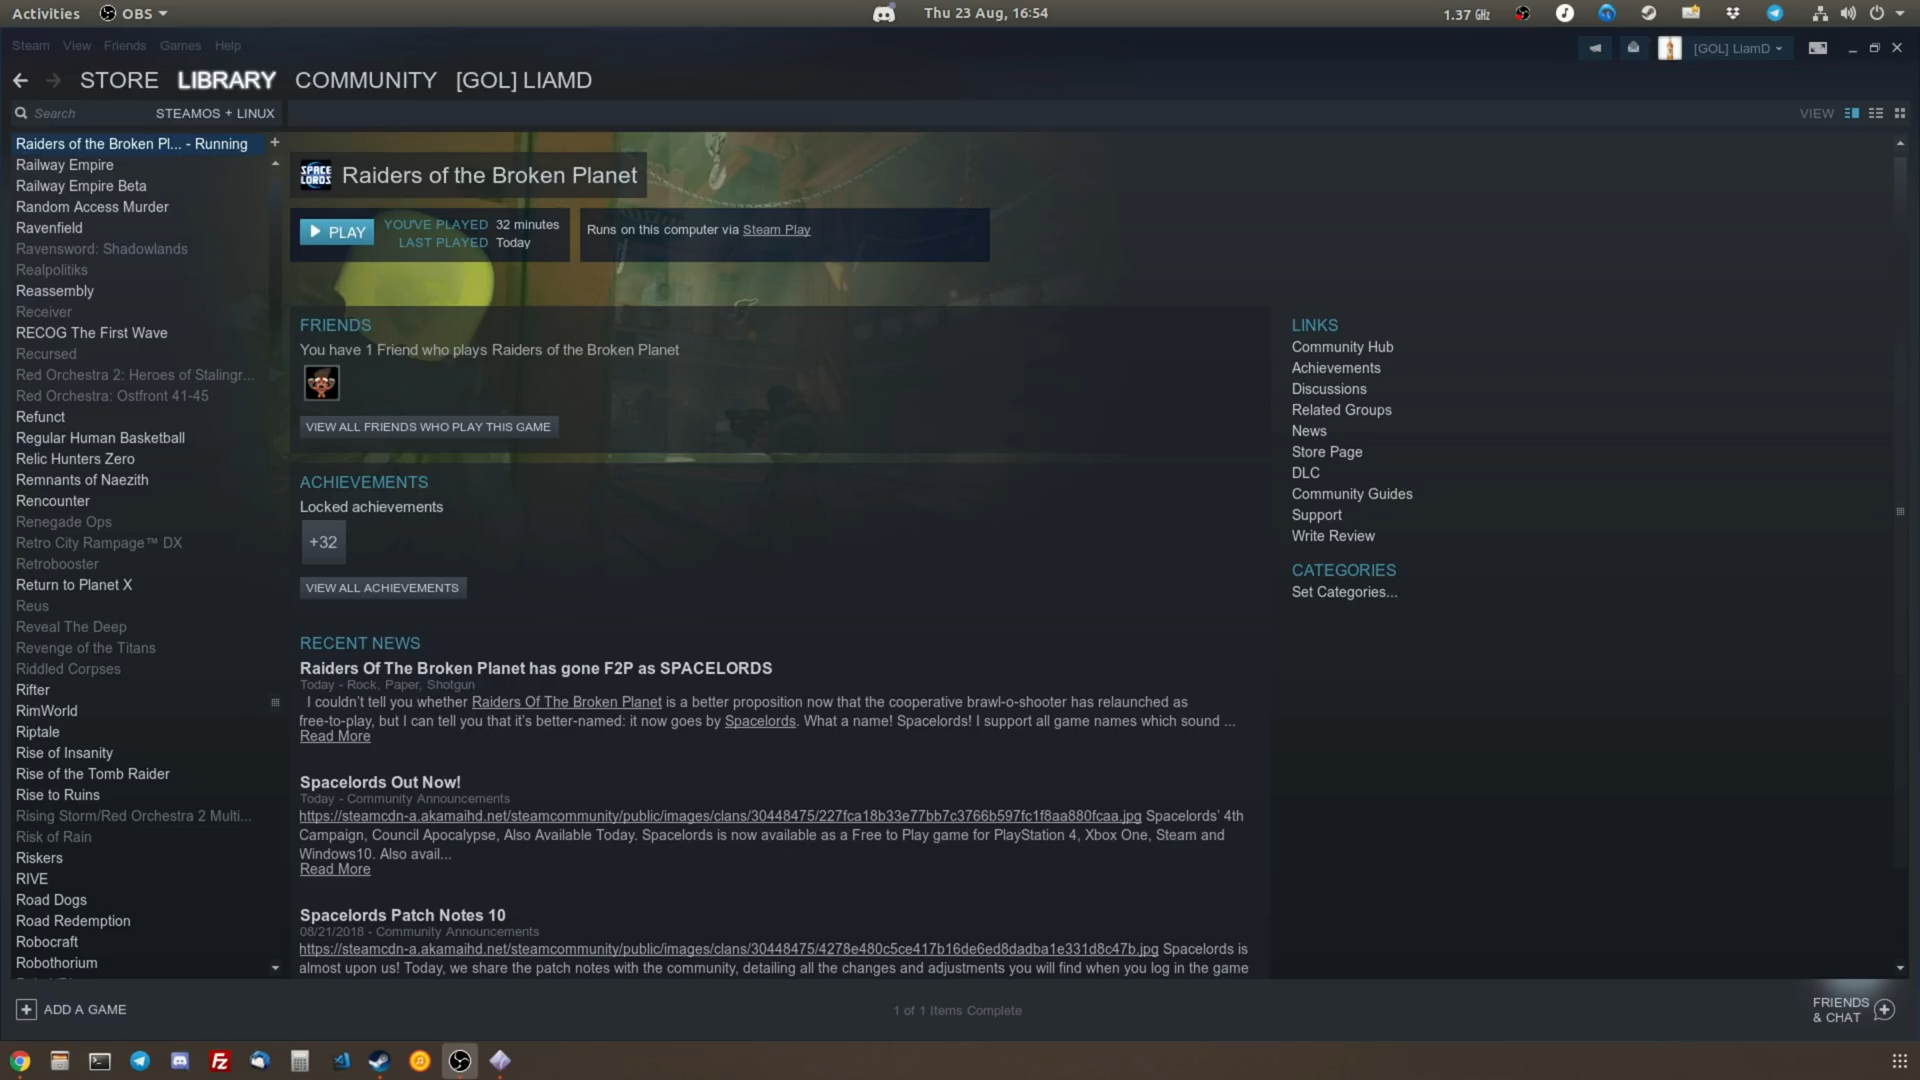 Activities OBS Thu 23 Aug, 16:54 1.37 GHz
Steam View Friends Games Help [GOL] LiamD
STORE LIBRARY COMMUNITY [GOL] LIAMD
Search STEAMOS + LINUX VIEW
Raiders of the Broken Pl... - Running
Railway Empire
Railway Empire Beta
Random Access Murder
Ravenfield
Ravensword: Shadowlands
Realpolitiks
Reassembly
Receiver
RECOG The First Wave
Recursed
Red Orchestra 2: Heroes of Stalingr...
Red Orchestra: Ostfront 41-45
Refunct
Regular Human Basketball
Relic Hunters Zero
Remnants of Naezith
Rencounter
Renegade Ops
Retro City Rampage™ DX
Retrobooster
Return to Planet X
Reus
Reveal The Deep
Revenge of the Titans
Riddled Corpses
Rifter
RimWorld
Riptale
Rise of Insanity
Rise of the Tomb Raider
Rise to Ruins
Rising Storm/Red Orchestra 2 Multi...
Risk of Rain
Riskers
RIVE
Road Dogs
Road Redemption
Robocraft
Robothorium
SPACE LORDS
Raiders of the Broken Planet
PLAY
YOU'VE PLAYED 32 minutes
LAST PLAYED Today
Runs on this computer via Steam Play
FRIENDS
You have 1 Friend who plays Raiders of the Broken Planet
VIEW ALL FRIENDS WHO PLAY THIS GAME
ACHIEVEMENTS
Locked achievements
+32
VIEW ALL ACHIEVEMENTS
RECENT NEWS
Raiders Of The Broken Planet has gone F2P as SPACELORDS
Today - Rock, Paper, Shotgun
I couldn't tell you whether Raiders Of The Broken Planet is a better proposition now that the cooperative brawl-o-shooter has relaunched as
free-to-play, but I can tell you that it's better-named: it now goes by Spacelords. What a name! Spacelords! I support all game names which sound ...
Read More
Spacelords Out Now!
Today - Community Announcements
https://steamcdn-a.akamaihd.net/steamcommunity/public/images/clans/30448475/227fca18b33e77bb7c3766b597fc1f8aa880fcaa.jpg Spacelords' 4th
Campaign, Council Apocalypse, Also Available Today. Spacelords is now available as a Free to Play game for PlayStation 4, Xbox One, Steam and
Windows10. Also avail...
Read More
Spacelords Patch Notes 10
08/21/2018 - Community Announcements
https://steamcdn-a.akamaihd.net/steamcommunity/public/images/clans/30448475/4278e480c5ce417b16de6ed8dadba1e331d8c47b.jpg Spacelords is
almost upon us! Today, we share the patch notes with the community, detailing all the changes and adjustments you will find when you log in the game
LINKS
Community Hub
Achievements
Discussions
Related Groups
News
Store Page
DLC
Community Guides
Support
Write Review
CATEGORIES
Set Categories...
ADD A GAME
1 of 1 Items Complete
FRIENDS
& CHAT